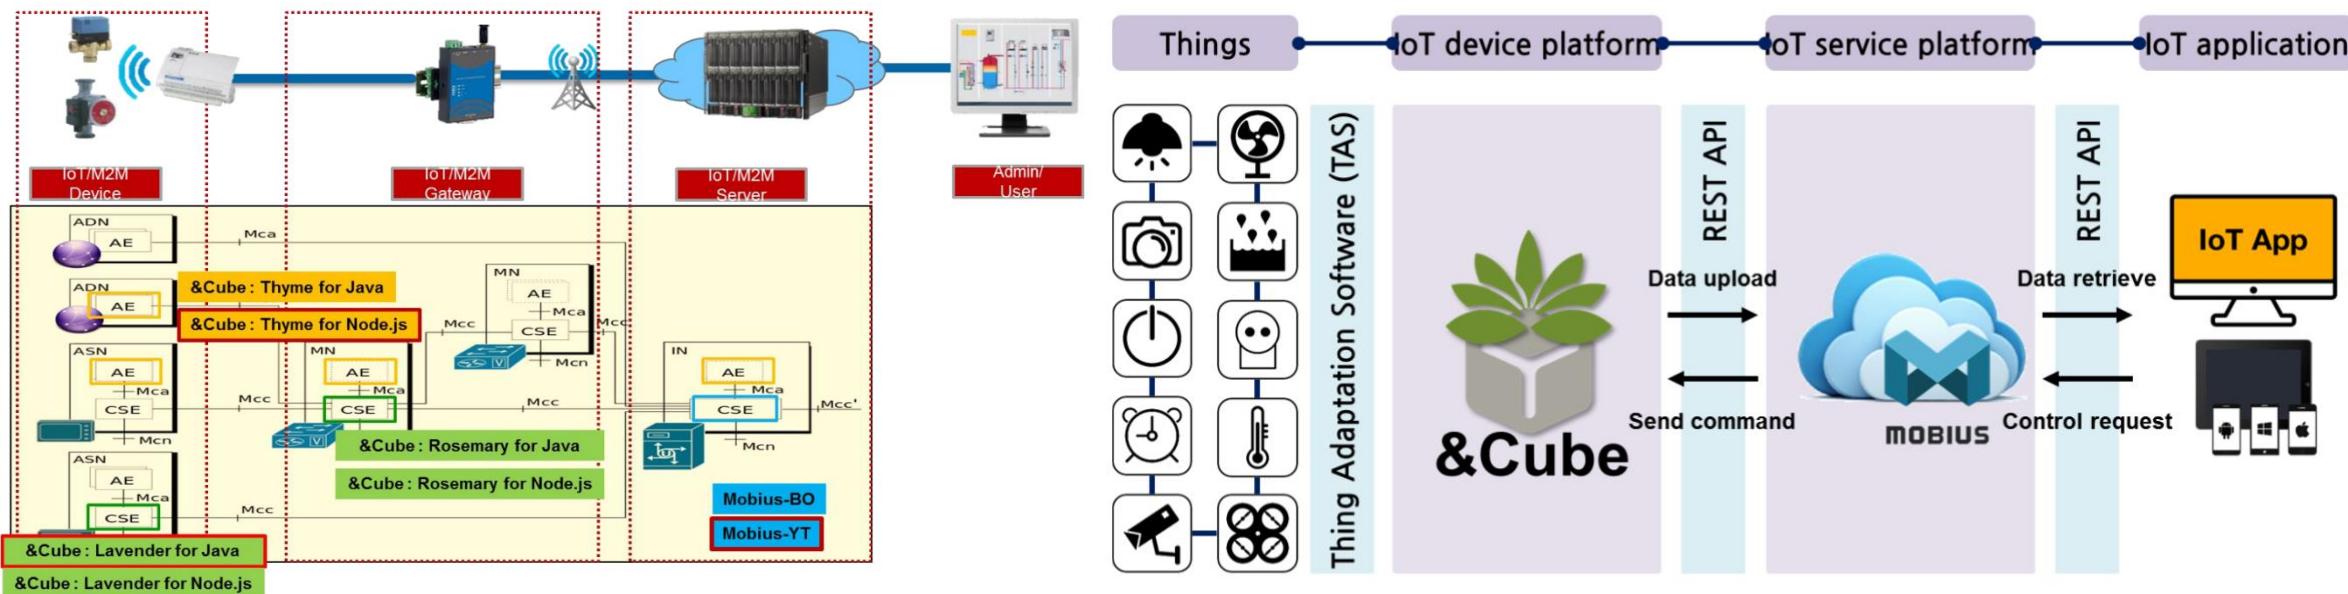 IoT/M2M
Device
IoT/M2M
Gateway
IoT/M2M
Server
Admin/
User
ADN
AE
Mca
ADN
AE
&Cube : Thyme for Java
&Cube : Thyme for Node.js
MN
AE
Mca
CSE
Mcc
Mcc
Mcn
ASN
AE
Mca
CSE
Mcc
Mcn
MN
AE
Mca
CSE
Mcc
&Cube : Rosemary for Java
&Cube : Rosemary for Node.js
IN
AE
Mca
CSE
Mcc'
Mcn
ASN
AE
Mca
CSE
Mcc
Mobius-BO
Mobius-YT
&Cube : Lavender for Java
&Cube : Lavender for Node.js
Things
IoT device platform
IoT service platform
IoT application
Thing Adaptation Software (TAS)
&Cube
REST API
Data upload
Send command
MOBIUS
REST API
Data retrieve
Control request
IoT App